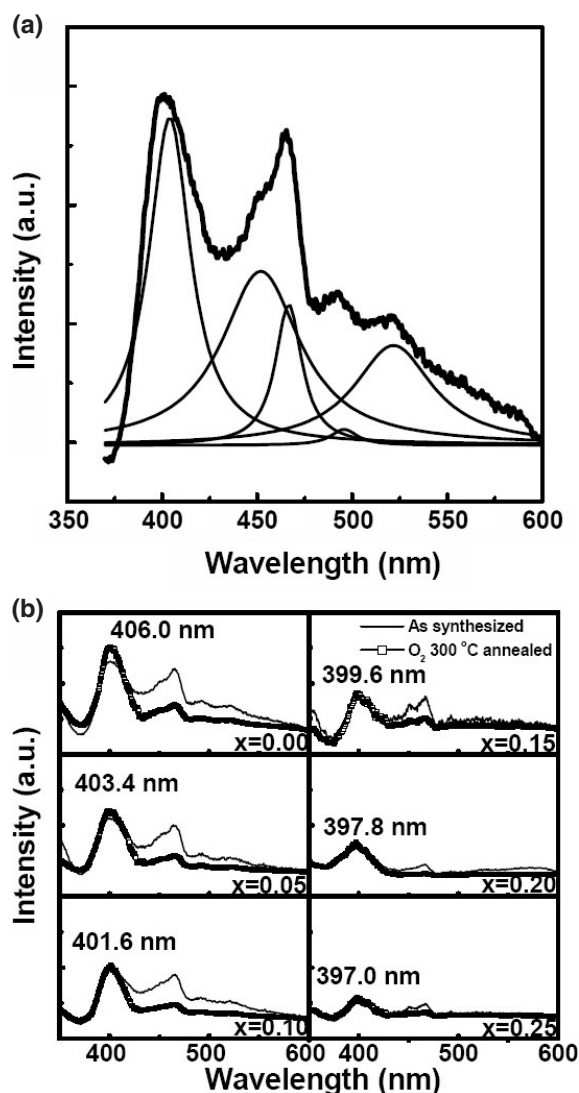 (a)
Intensity (a.u.)
350 400 450 500 550 600
Wavelength (nm)
(b)
406.0 nm
x=0.00
As synthesized
O₂ 300 °C annealed
399.6 nm
x=0.15
403.4 nm
x=0.05
397.8 nm
x=0.20
401.6 nm
x=0.10
397.0 nm
x=0.25
Intensity (a.u.)
400 500 600 400 500 600
Wavelength (nm)